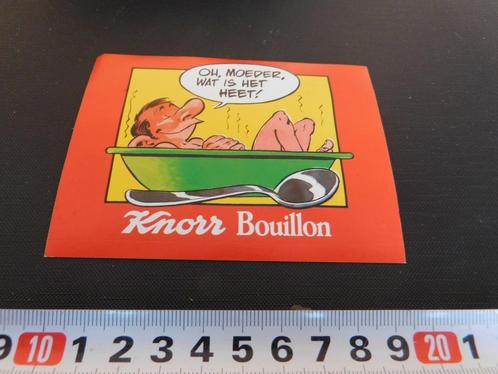 OH, MOEDER,
WAT IS HET
HEET!
Knorr Bouillon
9 10 1 2 3 4 5 6 7 8 9 20 1